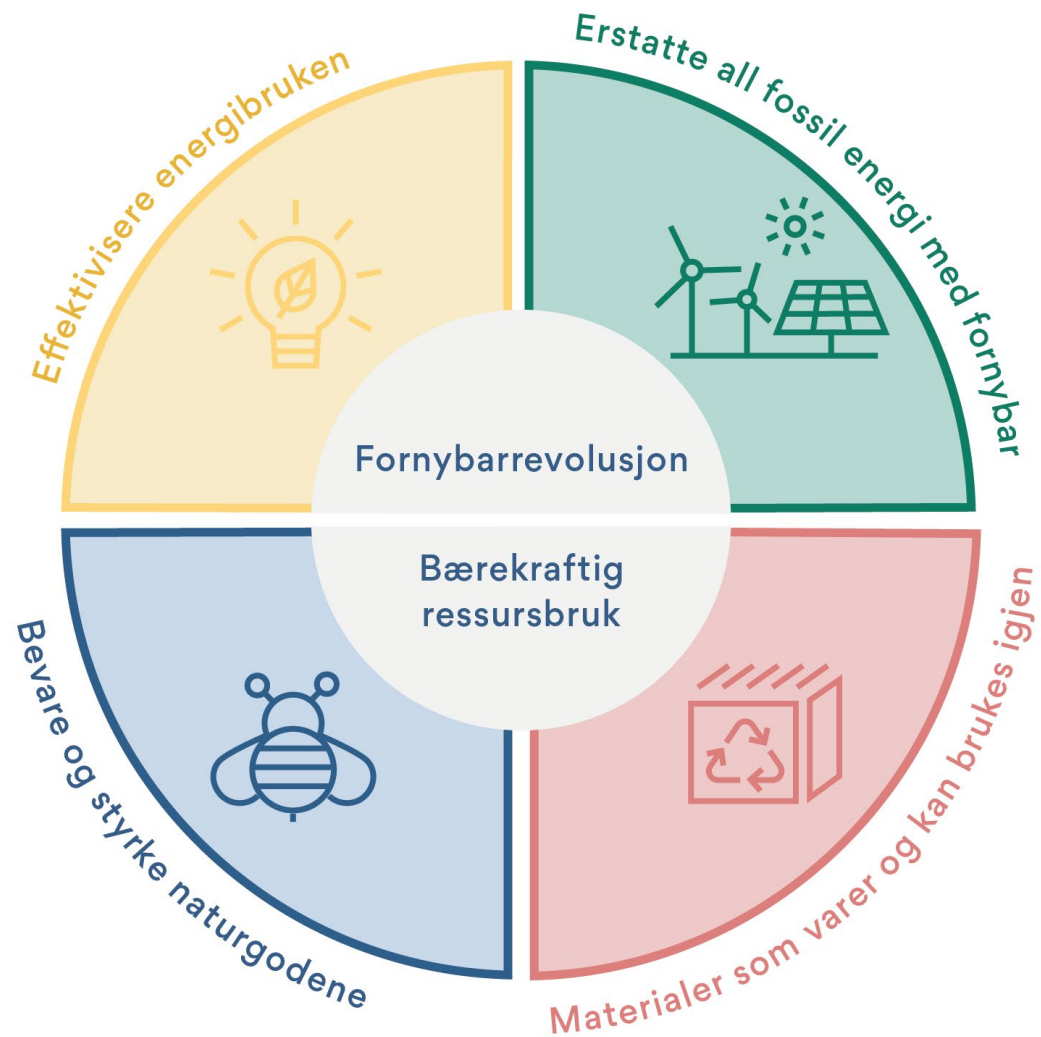 Effektivisere energibruken
Erstatte all fossil energi med fornybar
Fornybarrevolusjon
Bærekraftig
ressursbruk
Bevare og styrke naturgodene
Materialer som varer og kan brukes igjen